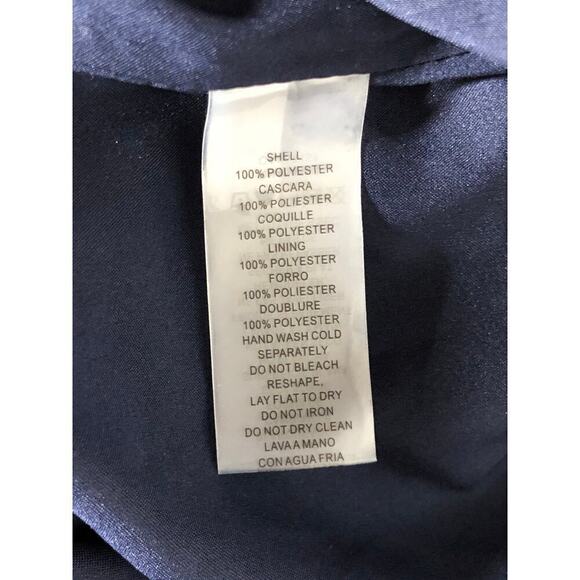 SHELL
100% POLYESTER
CASCARA
100% POLIESTER
COQUILLE
100% POLYESTER
LINING
100% POLYESTER
FORRO
100% POLIESTER
DOUBLURE
100% POLYESTER
HAND WASH COLD
SEPARATELY
DO NOT BLEACH
RESHAPE,
LAY FLAT TO DRY
DO NOT IRON
DO NOT DRY CLEAN
LAVA A MANO
CON AGUA FRIA